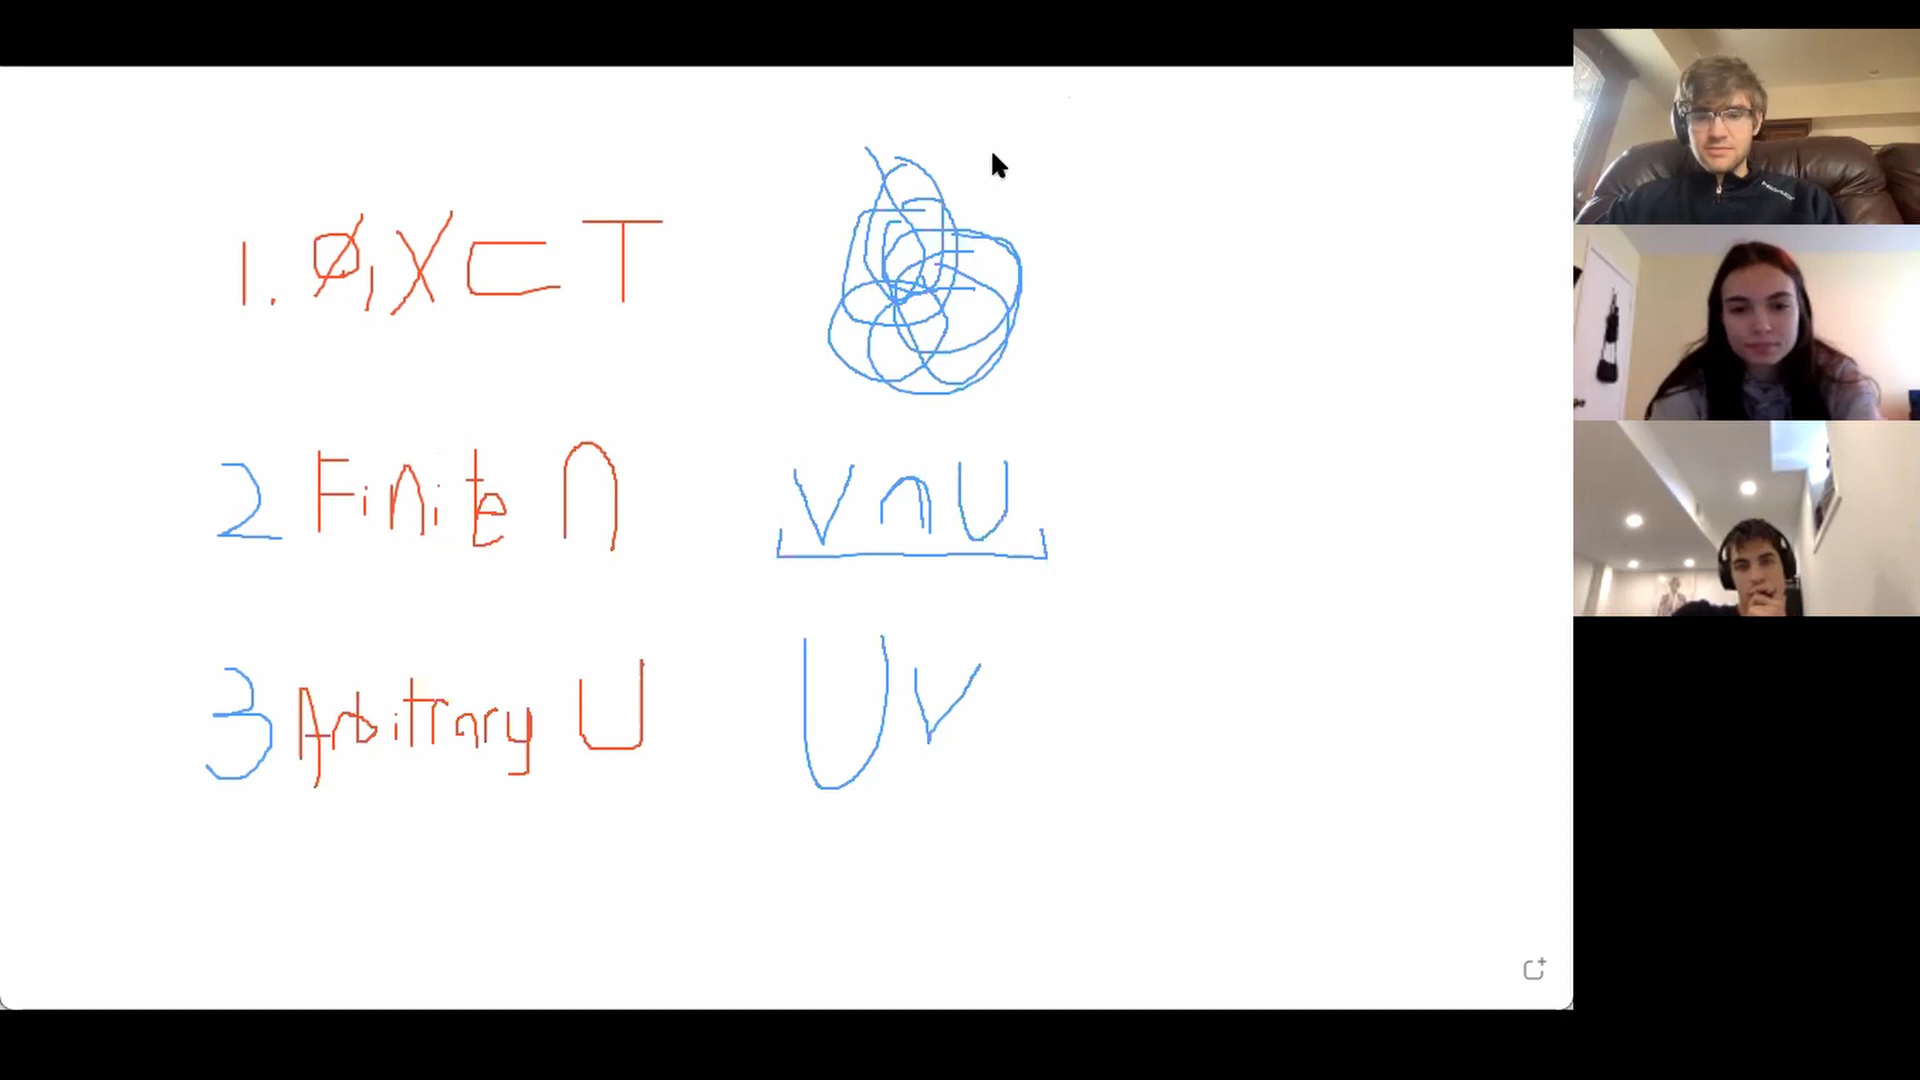 1. Ø, X ⊂ T
2 Finite ∩ V ∩ U
3 Arbitrary U U V